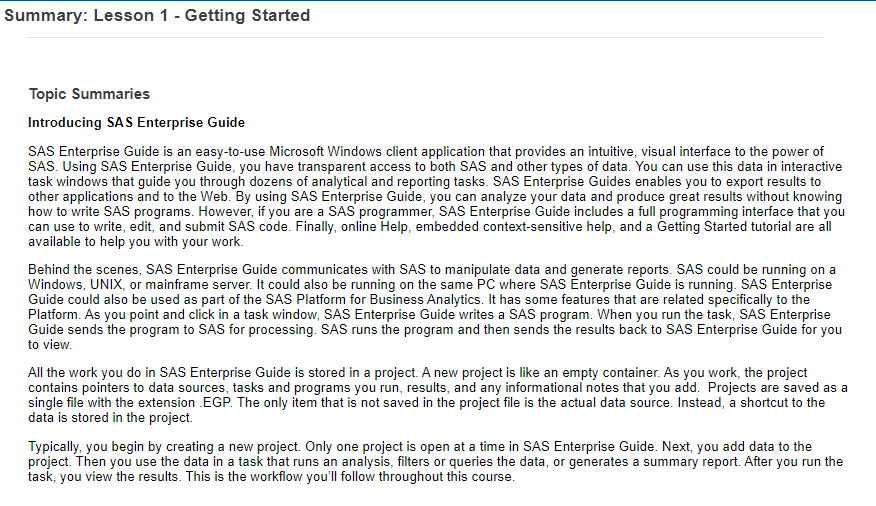 Summary: Lesson 1 - Getting Started
Topic Summaries
Introducing SAS Enterprise Guide
SAS Enterprise Guide is an easy-to-use Microsoft Windows client application that provides an intuitive, visual interface to the power of
SAS. Using SAS Enterprise Guide, you have transparent access to both SAS and other types of data. You can use this data in interactive
task windows that guide you through dozens of analytical and reporting tasks. SAS Enterprise Guides enables you to export results to
other applications and to the Web. By using SAS Enterprise Guide, you can analyze your data and produce great results without knowing
how to write SAS programs. However, if you are a SAS programmer, SAS Enterprise Guide includes a full programming interface that you
can use to write, edit, and submit SAS code. Finally, online Help, embedded context-sensitive help, and a Getting Started tutorial are all
available to help you with your work.
Behind the scenes, SAS Enterprise Guide communicates with SAS to manipulate data and generate reports. SAS could be running on a
Windows, UNIX, or mainframe server. It could also be running on the same PC where SAS Enterprise Guide is running. SAS Enterprise
Guide could also be used as part of the SAS Platform for Business Analytics. It has some features that are related specifically to the
Platform. As you point and click in a task window, SAS Enterprise Guide writes a SAS program. When you run the task, SAS Enterprise
Guide sends the program to SAS for processing. SAS runs the program and then sends the results back to SAS Enterprise Guide for you
to view.
All the work you do in SAS Enterprise Guide is stored in a project. A new project is like an empty container. As you work, the project
contains pointers to data sources, tasks and programs you run, results, and any informational notes that you add.  Projects are saved as a
single file with the extension .EGP. The only item that is not saved in the project file is the actual data source. Instead, a shortcut to the
data is stored in the project.
Typically, you begin by creating a new project. Only one project is open at a time in SAS Enterprise Guide. Next, you add data to the
project. Then you use the data in a task that runs an analysis, filters or queries the data, or generates a summary report. After you run the
task, you view the results. This is the workflow you'll follow throughout this course.